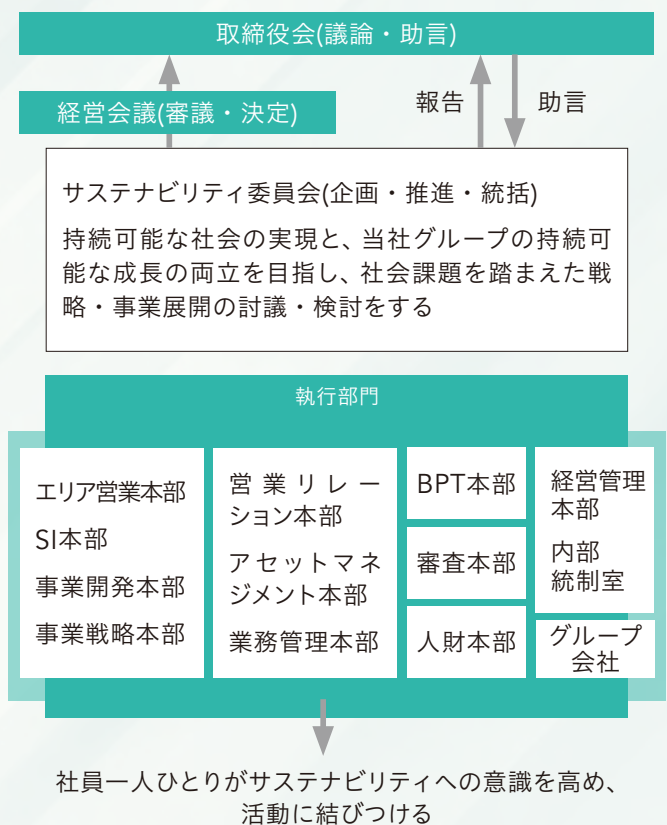 取締役会(議論・助言)
経営会議(審議・決定)
報告
助言
サステナビリティ委員会(企画・推進・統括)
持続可能な社会の実現と、当社グループの持続可
能な成長の両立を目指し、社会課題を踏まえた戦
略・事業展開の討議・検討をする
執行部門
エリア営業本部
SI本部
事業開発本部
事業戦略本部
営業リレー
ション本部
アセットマネ
ジメント本部
業務管理本部
BPT本部
審査本部
人財本部
経営管理
本部
内部
統制室
グループ
会社
社員一人ひとりがサステナビリティへの意識を高め、
活動に結びつける